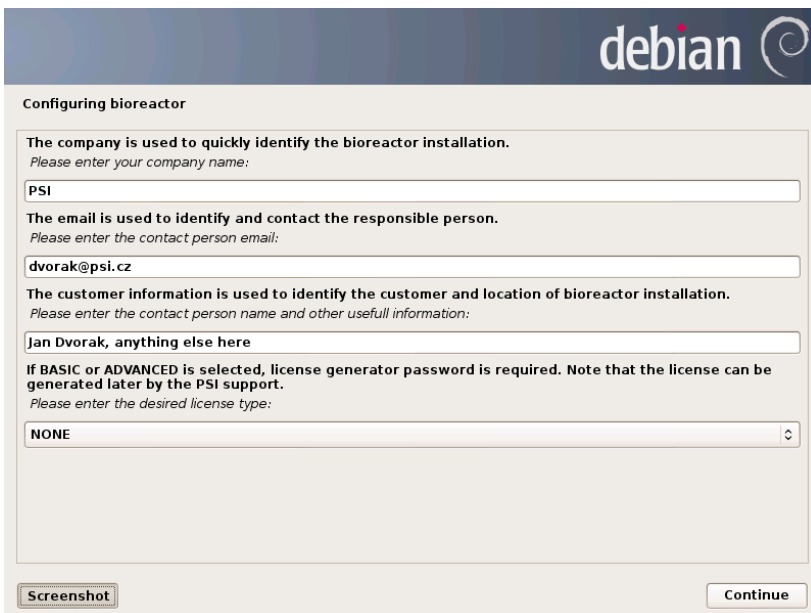 debian
Configuring bioreactor
The company is used to quickly identify the bioreactor installation.
Please enter your company name:
PSI
The email is used to identify and contact the responsible person.
Please enter the contact person email:
dvorak@psi.cz
The customer information is used to identify the customer and location of bioreactor installation.
Please enter the contact person name and other usefull information:
Jan Dvorak, anything else here
If BASIC or ADVANCED is selected, license generator password is required. Note that the license can be
generated later by the PSI support.
Please enter the desired license type:
NONE
Screenshot
Continue